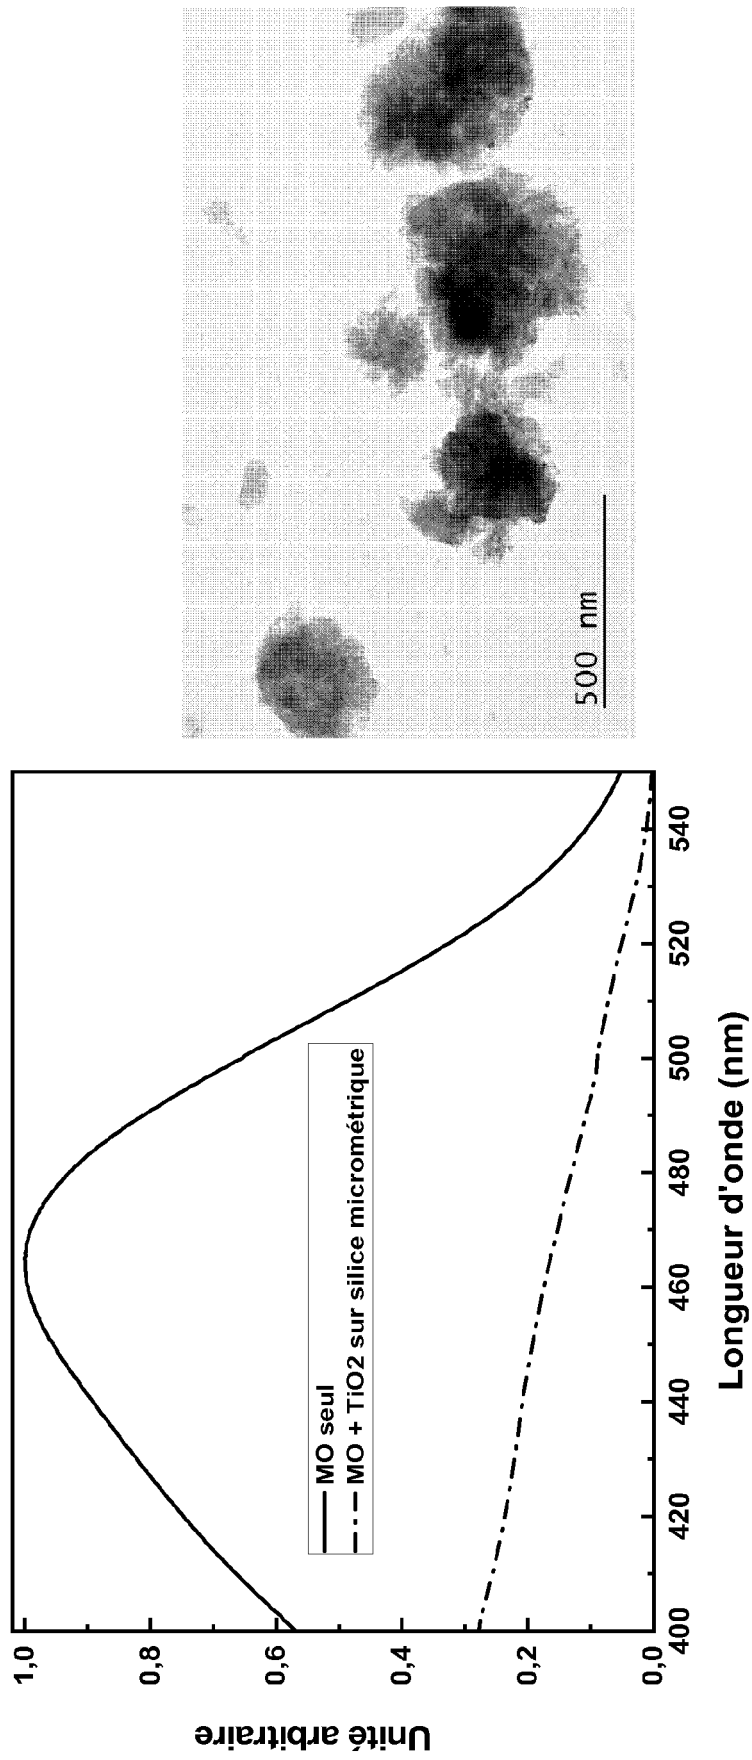 500 nm
MO seul
MO + TiO2 sur silice micrométrique
1,0
0,8
0,6
0,4
0,2
0,0
400
420
440
460
480
500
520
540
Longueur d'onde (nm)
Unité arbitraire